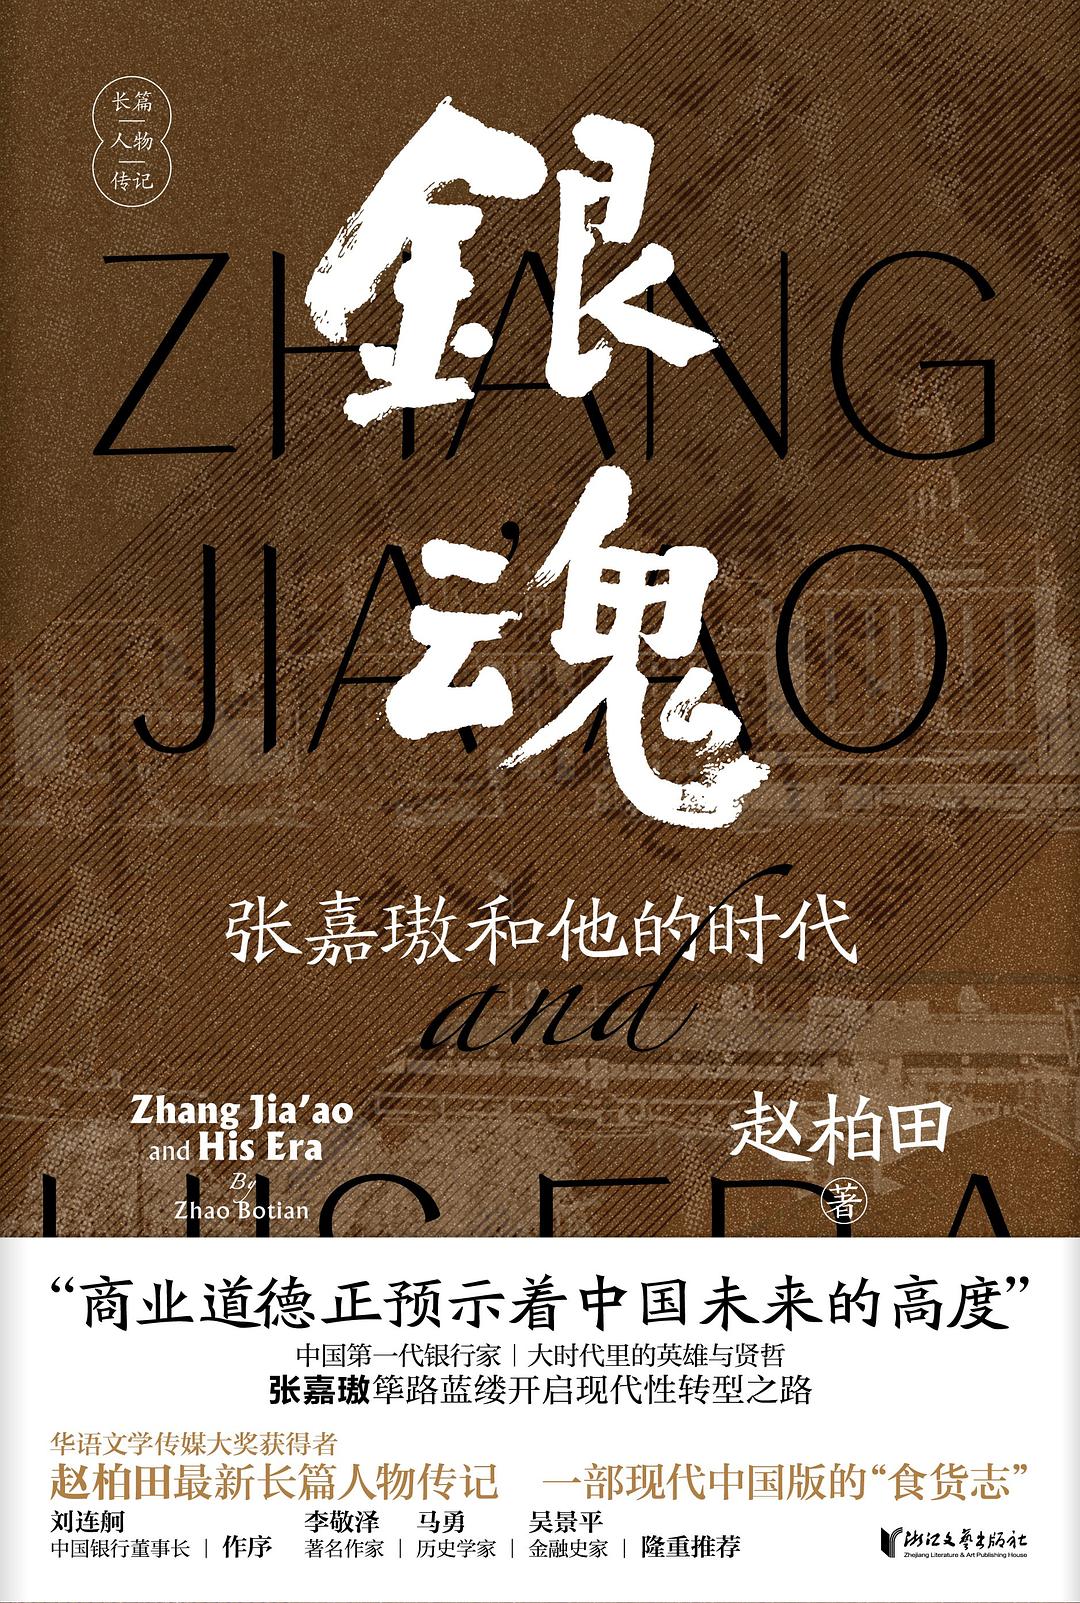 长篇
人物
传记
銀
魂
ZHANG
JIA'AO
张嘉璈和他的时代
and
Zhang Jia'ao
and His Era
By
Zhao Botian
赵柏田
著
HIS ERA
“商业道德正预示着中国未来的高度”
中国第一代银行家｜大时代里的英雄与贤哲
张嘉璈筚路蓝缕开启现代性转型之路
华语文学传媒大奖获得者
赵柏田最新长篇人物传记 一部现代中国版的“食货志”
刘连舸 李敬泽 马勇 吴景平
中国银行董事长｜作序 著名作家｜历史学家｜金融史家｜隆重推荐
浙江文艺出版社
Zhejiang Literature & Art Publishing House